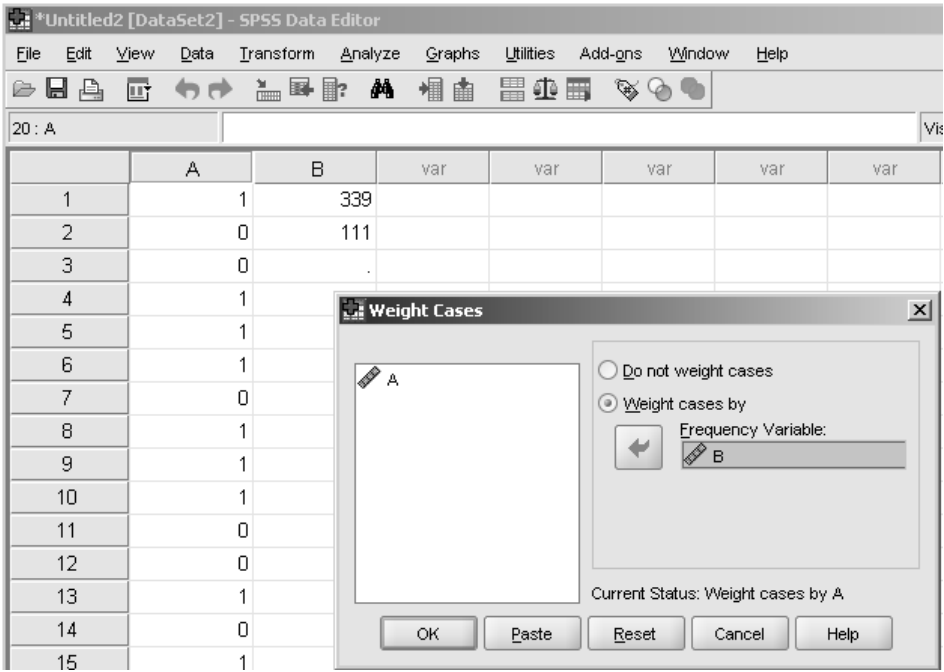 *Untitled2 [DataSet2] - SPSS Data Editor
File Edit View Data Transform Analyze Graphs Utilities Add-ons Window Help
20 : A
A B var var var var var
1 1 339
2 0 111
3 0 .
4 1
5 1
6 1
7 0
8 1
9 1
10 1
11 0
12 0
13 1
14 0
15 1
Weight Cases
A
Do not weight cases
Weight cases by
Frequency Variable:
B
Current Status: Weight cases by A
OK Paste Reset Cancel Help